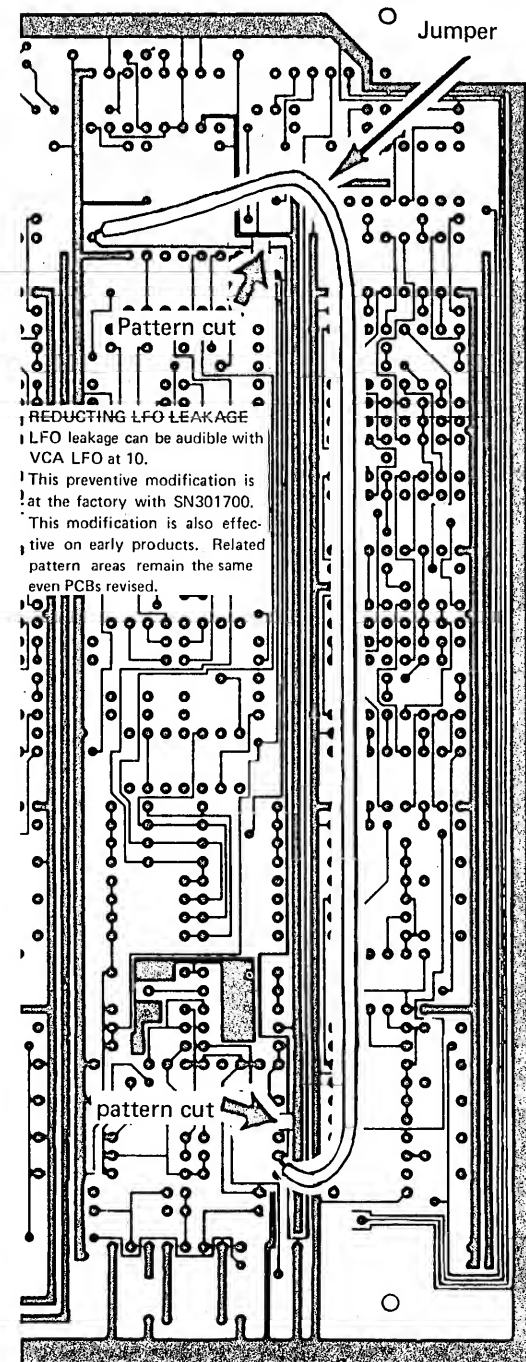 Jumper
Pattern cut
REDUCTING LFO LEAKAGE
LFO leakage can be audible with
VCA LFO at 10.
This preventive modification is
at the factory with SN301700.
This modification is also effec-
tive on early products. Related
pattern areas remain the same
even PCBs revised.
pattern cut